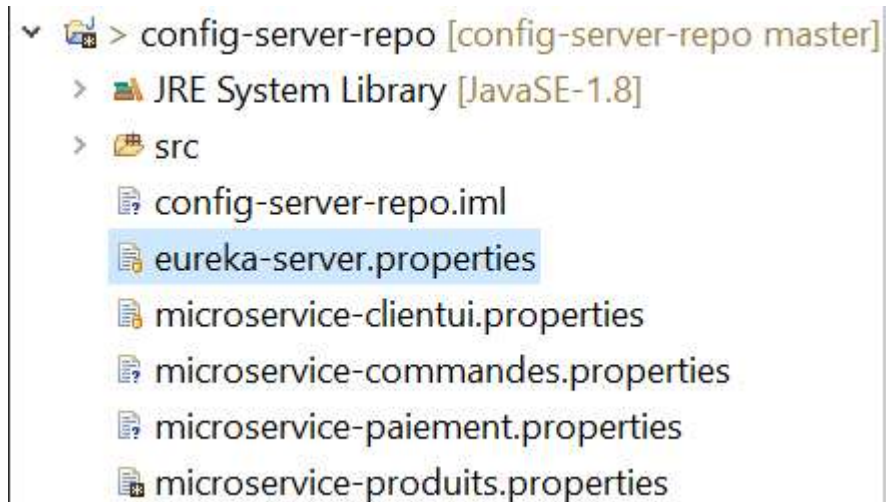 > config-server-repo [config-server-repo master]
JRE System Library [JavaSE-1.8]
src
config-server-repo.iml
eureka-server.properties
microservice-clientui.properties
microservice-commandes.properties
microservice-paiement.properties
microservice-produits.properties